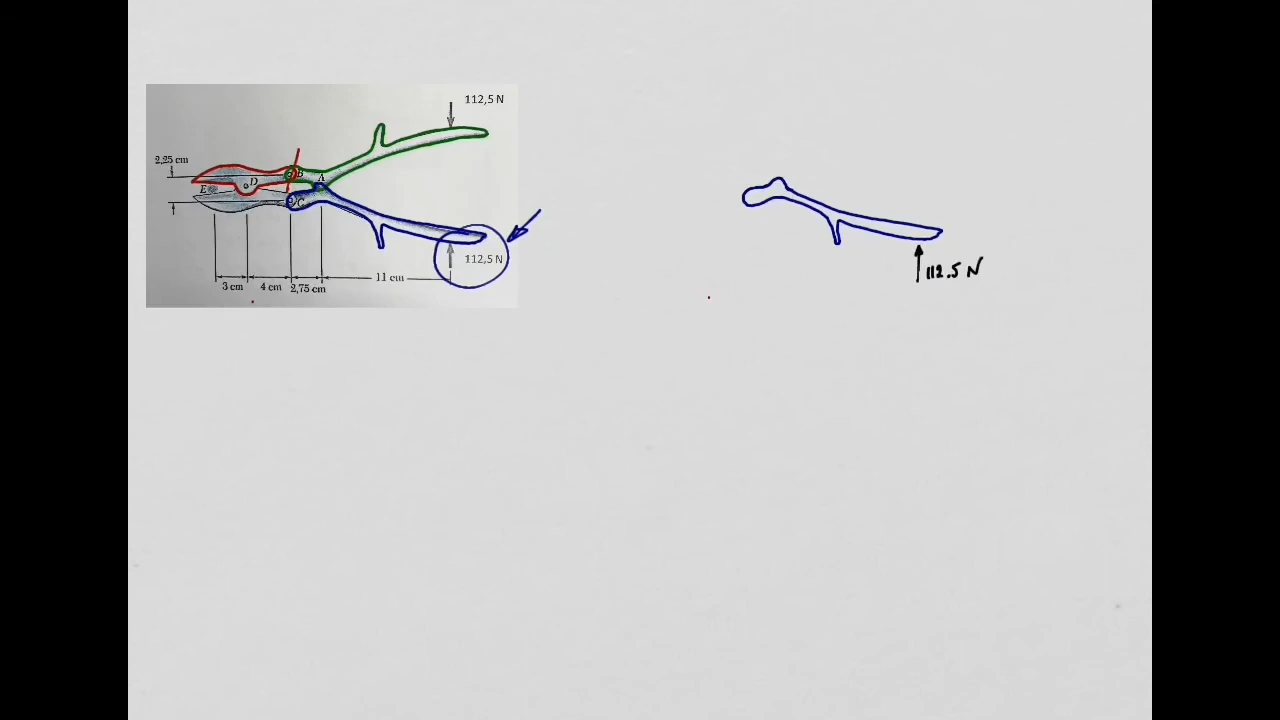 112,5 N
2,25 cm
B
A
E
D
C
112,5 N
11 cm
3 cm
4 cm
2,75 cm
112.5 N